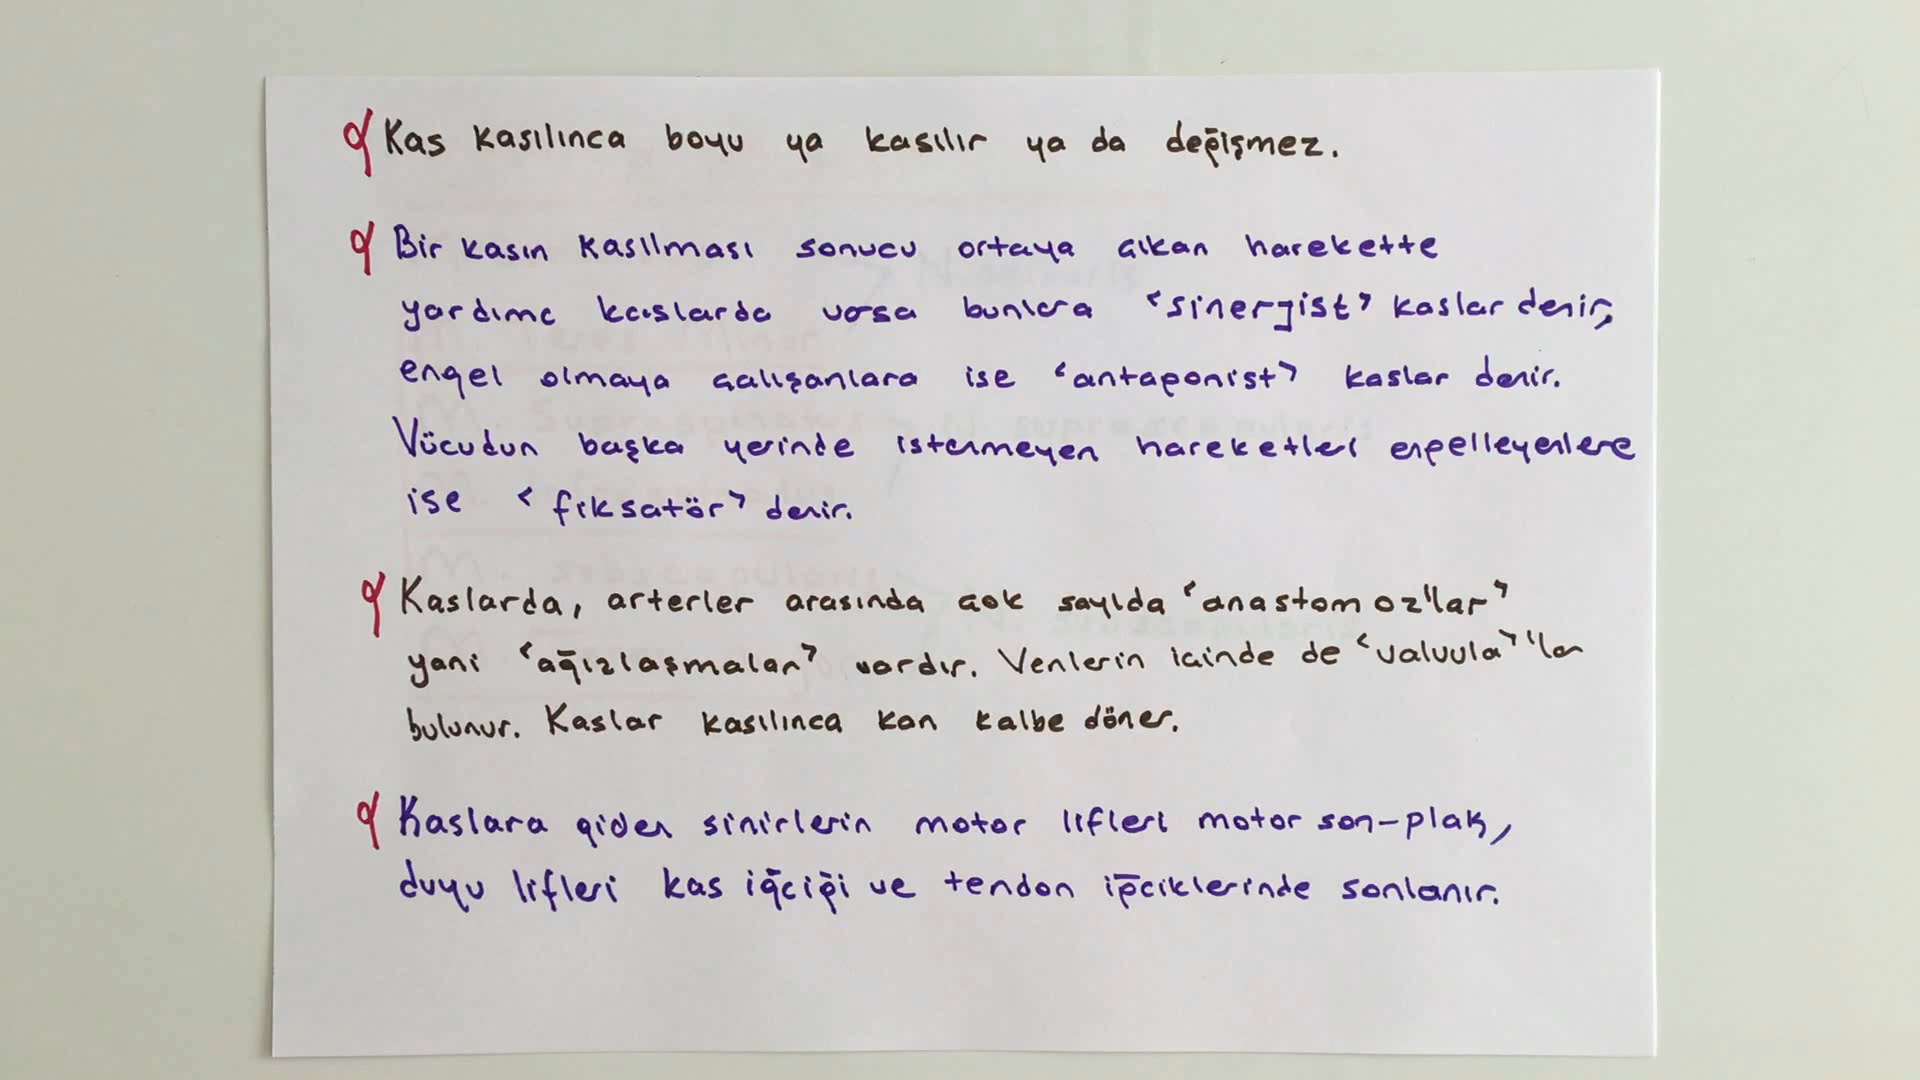 Kas kasılınca boyu ya kasılır ya da değişmez.
Bir kasın kasılması sonucu ortaya çıkan harekette
yardımcı kaslarda varsa bunlara "sinergist" kaslar denir,
engel olmaya çalışanlara ise "antagonist" kaslar denir.
Vücudun başka yerinde istenmeyen hareketleri engelleyenlere
ise "fiksatör" denir.
Kaslarda, arterler arasında çok sayıda "anastomoz'lar"
yani "ağızlaşmalar" vardır. Venlerin içinde de "valvula"'lar
bulunur. Kaslar kasılınca kan kalbe döner.
Kaslara giden sinirlerin motor lifleri motor son-plak,
duyu lifleri kas iğciği ve tendon iğciklerinde sonlanır.